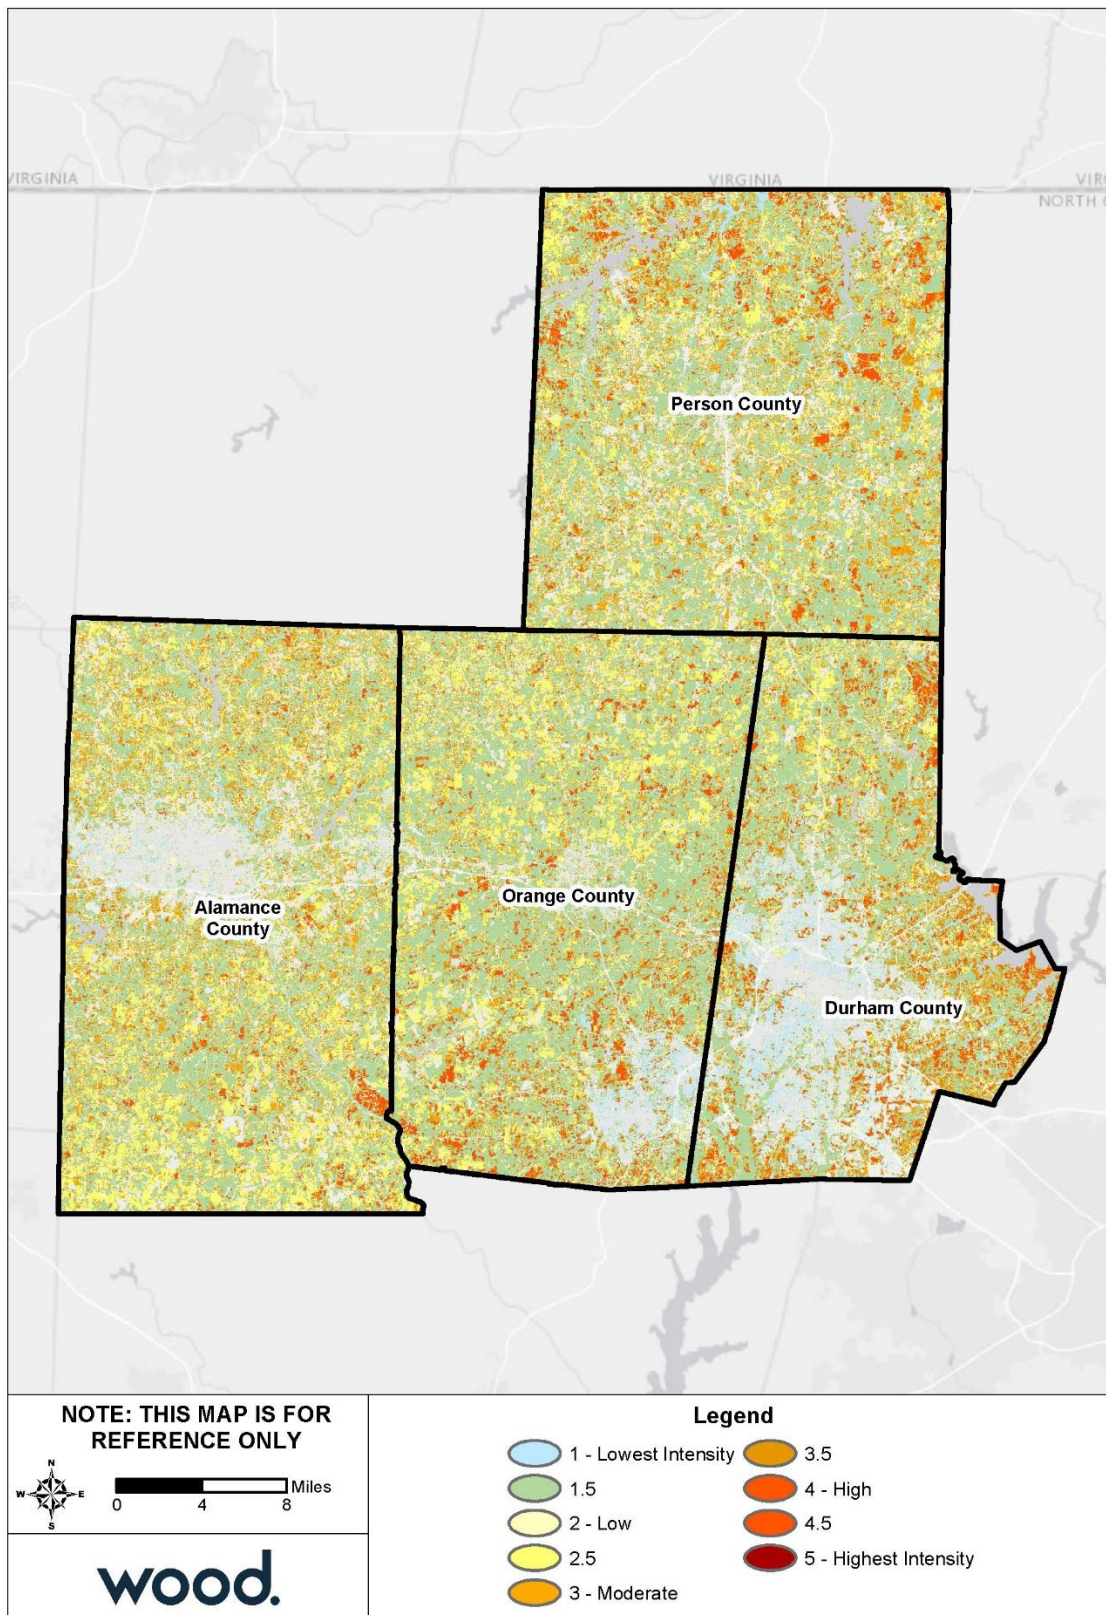 VIRGINIA
VIRGINIA
VIRG
NORTH C
Person County
Orange County
Alamance
County
Durham County
NOTE: THIS MAP IS FOR
REFERENCE ONLY
N
W E
S
Miles
0 4 8
wood.
Legend
1 - Lowest Intensity
1.5
2 - Low
2.5
3 - Moderate
3.5
4 - High
4.5
5 - Highest Intensity